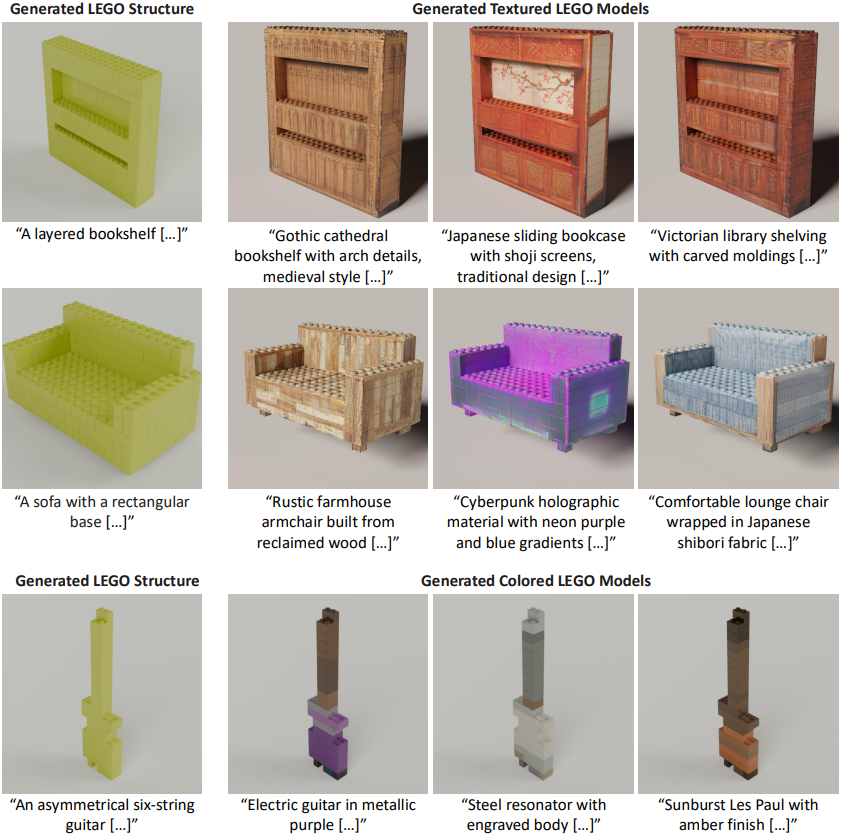 Generated LEGO Structure
Generated Textured LEGO Models
“A layered bookshelf [...]”
“Gothic cathedral
bookshelf with arch details,
medieval style [...]”
“Japanese sliding bookcase
with shoji screens,
traditional design [...]”
“Victorian library shelving
with carved moldings [...]”
“A sofa with a rectangular
base [...]”
“Rustic farmhouse
armchair built from
reclaimed wood [...]”
“Cyberpunk holographic
material with neon purple
and blue gradients [...]”
“Comfortable lounge chair
wrapped in Japanese
shibori fabric [...]”
Generated LEGO Structure
Generated Colored LEGO Models
“An asymmetrical six-string
guitar [...]”
“Electric guitar in metallic
purple [...]”
“Steel resonator with
engraved body [...]”
“Sunburst Les Paul with
amber finish [...]”